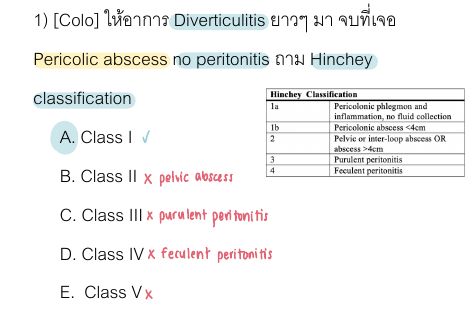 1) [Colo] ให้อาการ Diverticulitis ยาวๆ มา จบที่เจอ
Pericolic abscess no peritonitis ถาม Hinchey
classification
A. Class I ✓
B. Class II x pelvic abscess
C. Class III x purulent peritonitis
D. Class IV x feculent peritonitis
E. Class V x
Hinchey Classification
1a Pericolonic phlegmon and
inflammation, no fluid collection
1b Pericolonic abscess <4cm
2 Pelvic or inter-loop abscess OR
abscess >4cm
3 Purulent peritonitis
4 Feculent peritonitis